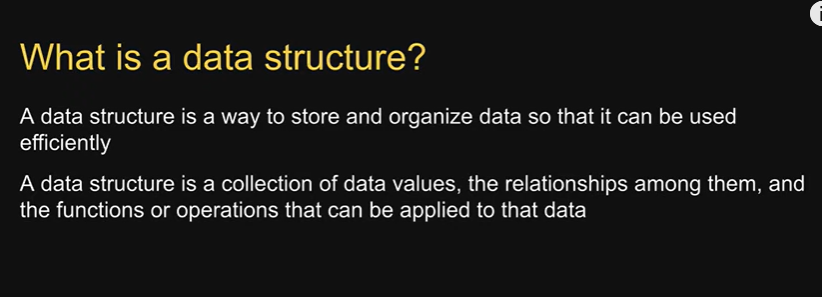 What is a data structure?
A data structure is a way to store and organize data so that it can be used
efficiently
A data structure is a collection of data values, the relationships among them, and
the functions or operations that can be applied to that data